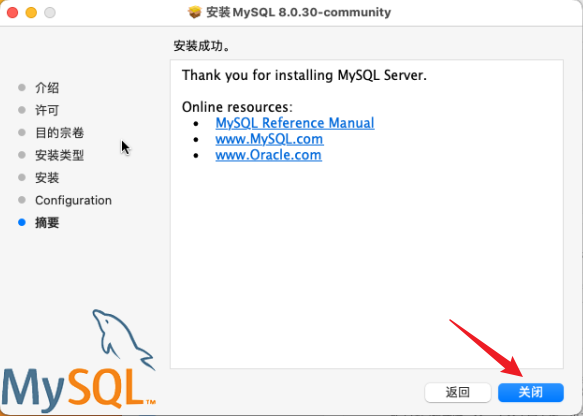 安装 MySQL 8.0.30-community
安装成功。
介绍
许可
目的宗卷
安装类型
安装
Configuration
摘要
Thank you for installing MySQL Server.
Online resources:
• MySQL Reference Manual
• www.MySQL.com
• www.Oracle.com
MySQL™
返回
关闭